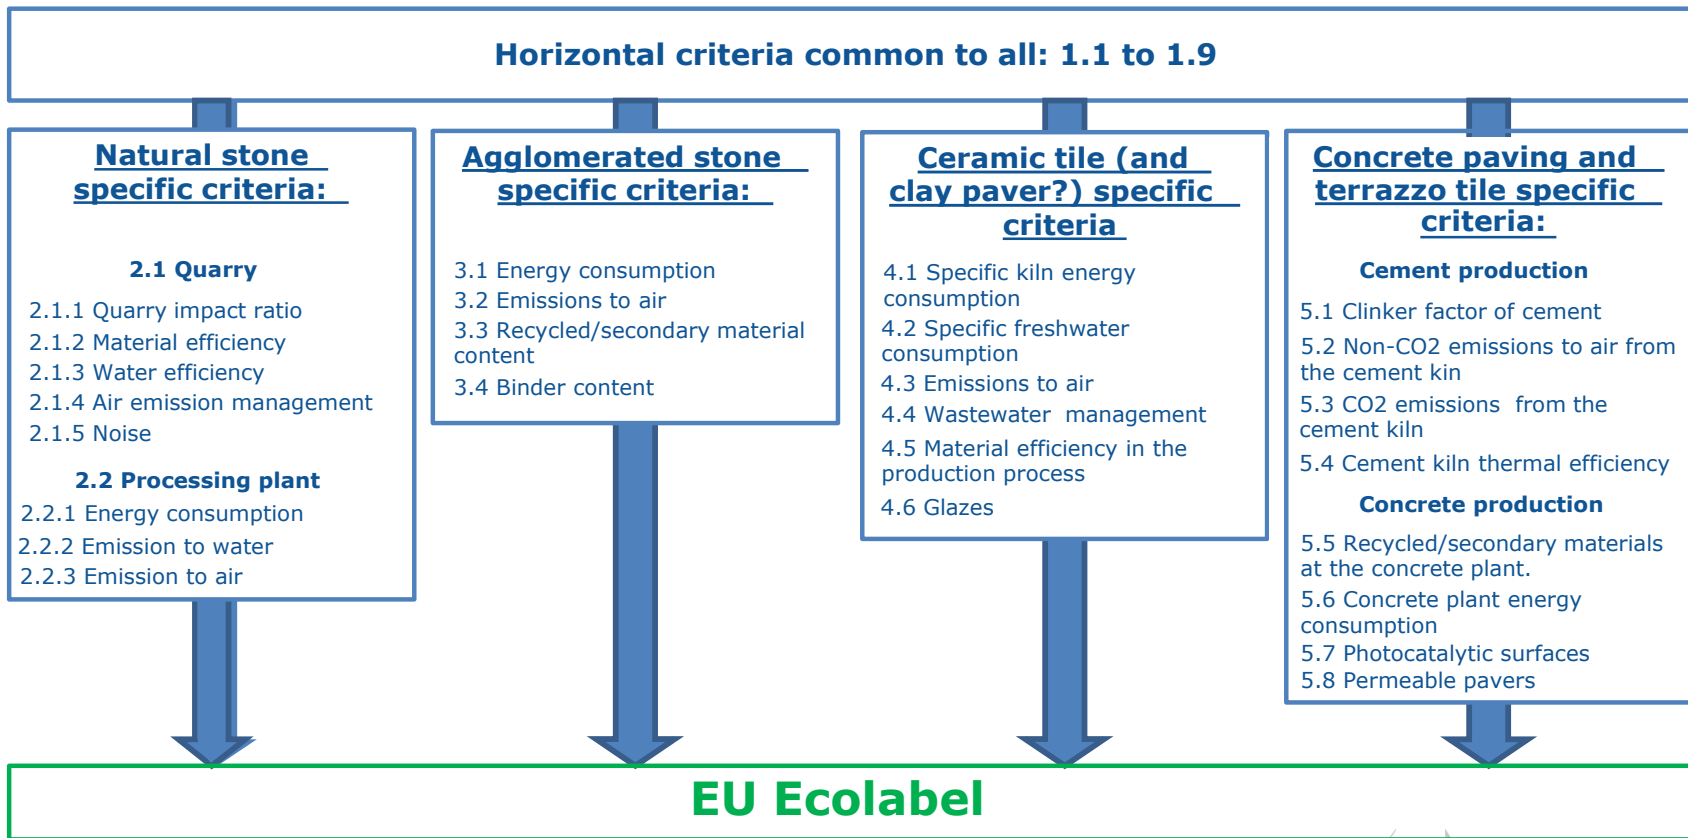 Horizontal criteria common to all: 1.1 to 1.9
Natural stone
specific criteria:
2.1 Quarry
2.1.1 Quarry impact ratio
2.1.2 Material efficiency
2.1.3 Water efficiency
2.1.4 Air emission management
2.1.5 Noise
2.2 Processing plant
2.2.1 Energy consumption
2.2.2 Emission to water
2.2.3 Emission to air
Agglomerated stone
specific criteria:
3.1 Energy consumption
3.2 Emissions to air
3.3 Recycled/secondary material
content
3.4 Binder content
Ceramic tile (and
clay paver?) specific
criteria
4.1 Specific kiln energy
consumption
4.2 Specific freshwater
consumption
4.3 Emissions to air
4.4 Wastewater management
4.5 Material efficiency in the
production process
4.6 Glazes
Concrete paving and
terrazzo tile specific
criteria:
Cement production
5.1 Clinker factor of cement
5.2 Non-CO2 emissions to air from
the cement kin
5.3 CO2 emissions from the
cement kiln
5.4 Cement kiln thermal efficiency
Concrete production
5.5 Recycled/secondary materials
at the concrete plant.
5.6 Concrete plant energy
consumption
5.7 Photocatalytic surfaces
5.8 Permeable pavers
EU Ecolabel